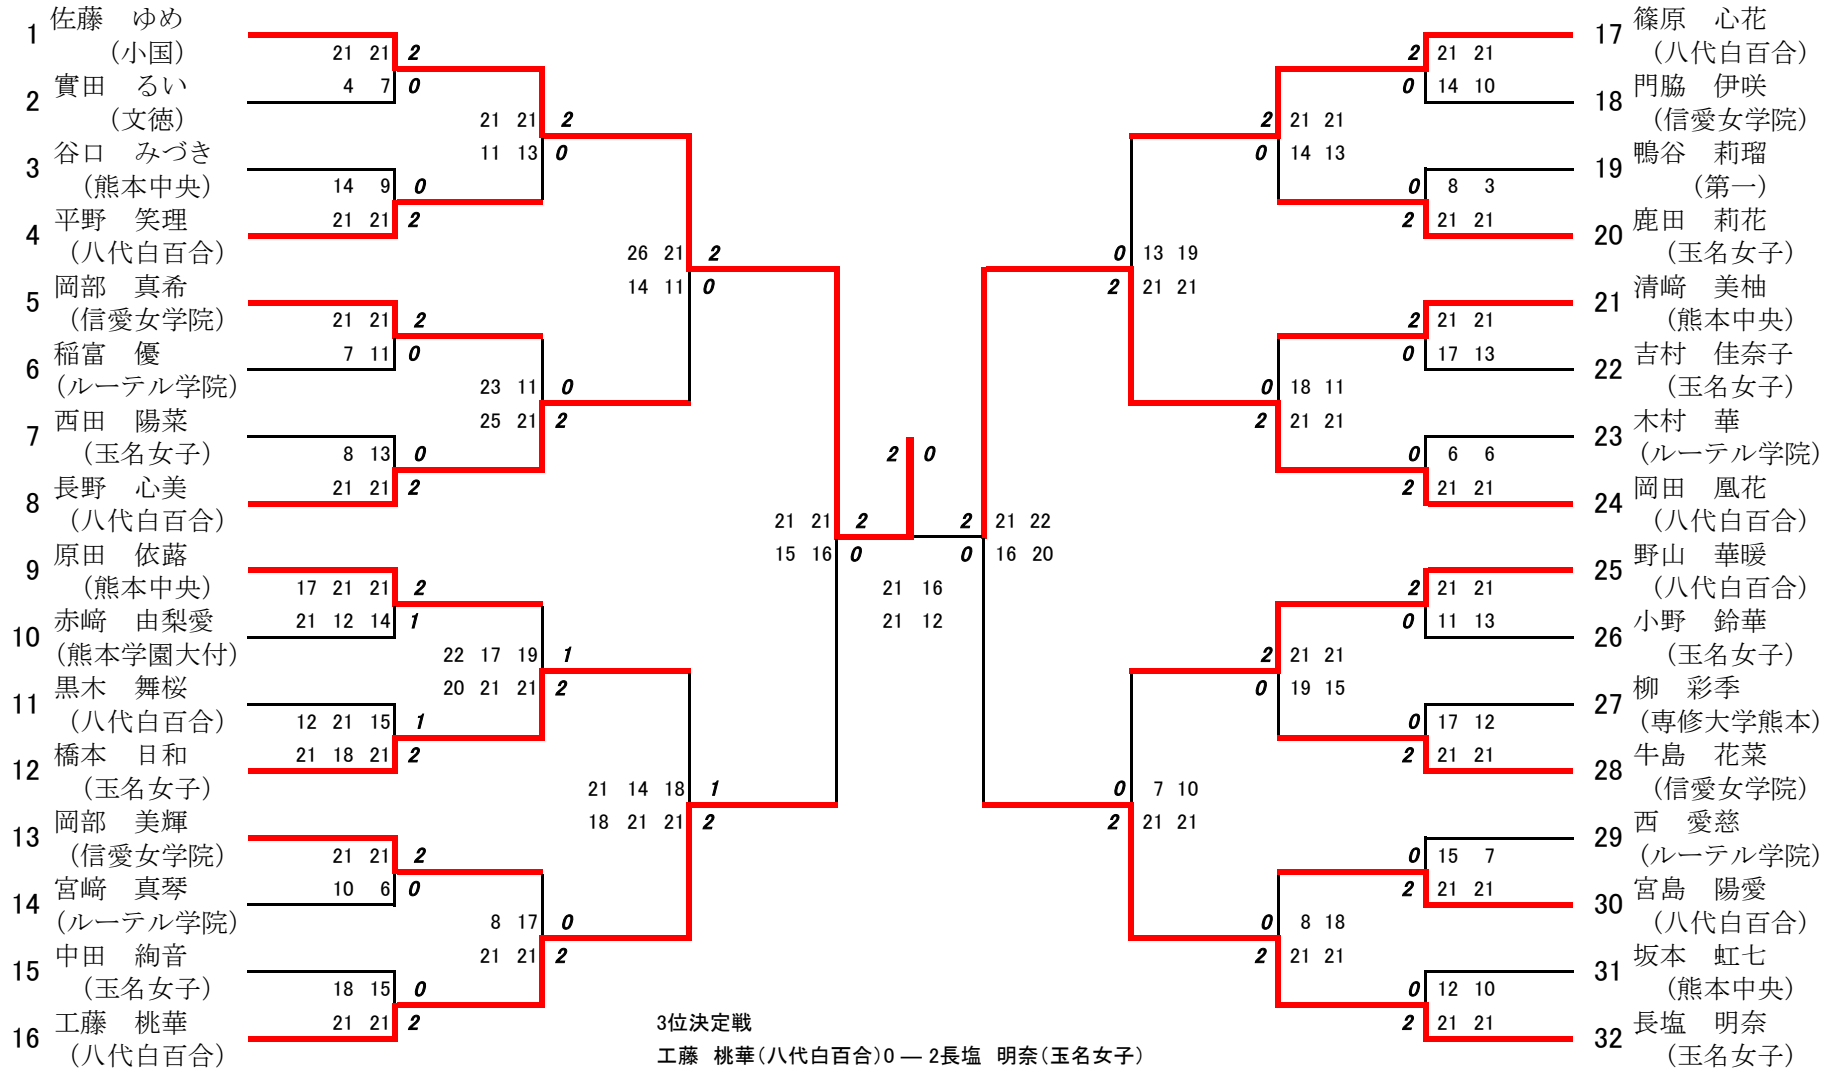 1 佐藤 ゆめ
(小国)
21 21 2
2 實田 るい
4 7 0
(文徳)
21 21 2
11 13 0
3 谷口 みづき
(熊本中央)
14 9 0
4 平野 笑理
21 21 2
(八代白百合)
26 21 2
14 11 0
5 岡部 真希
(信愛女学院)
21 21 2
6 稲富 優
7 11 0
(ルーテル学院)
23 11 0
25 21 2
7 西田 陽菜
(玉名女子)
8 13 0
8 長野 心美
21 21 2
(八代白百合)
21 21 2
15 16 0
9 原田 依蕗
(熊本中央)
17 21 21 2
10 赤﨑 由梨愛
21 12 14 1
(熊本学園大付)
22 17 19 1
20 21 21 2
11 黒木 舞桜
(八代白百合)
12 21 15 1
12 橋本 日和
21 18 21 2
(玉名女子)
21 14 18 1
18 21 21 2
13 岡部 美輝
(信愛女学院)
21 21 2
14 宮﨑 真琴
10 6 0
(ルーテル学院)
8 17 0
21 21 2
15 中田 絢音
(玉名女子)
18 15 0
16 工藤 桃華
21 21 2
(八代白百合)
2 0
21 16
21 12
17 篠原 心花
(八代白百合)
2 21 21
18 門脇 伊咲
0 14 10
(信愛女学院)
2 21 21
0 14 13
19 鴨谷 莉瑠
(第一)
0 8 3
20 鹿田 莉花
2 21 21
(玉名女子)
0 13 19
2 21 21
21 清﨑 美柚
(熊本中央)
2 21 21
22 吉村 佳奈子
0 17 13
(玉名女子)
0 18 11
2 21 21
23 木村 華
(ルーテル学院)
0 6 6
24 岡田 凰花
2 21 21
(八代白百合)
2 21 22
0 16 20
25 野山 華暖
(八代白百合)
2 21 21
26 小野 鈴華
0 11 13
(玉名女子)
2 21 21
0 19 15
27 柳 彩季
(専修大学熊本)
0 17 12
28 牛島 花菜
2 21 21
(信愛女学院)
0 7 10
2 21 21
29 西 愛慈
(ルーテル学院)
0 15 7
30 宮島 陽愛
2 21 21
(八代白百合)
0 8 18
2 21 21
31 坂本 虹七
(熊本中央)
0 12 10
32 長塩 明奈
2 21 21
(玉名女子)
3位決定戦
工藤 桃華(八代白百合)0 ― 2長塩 明奈(玉名女子)